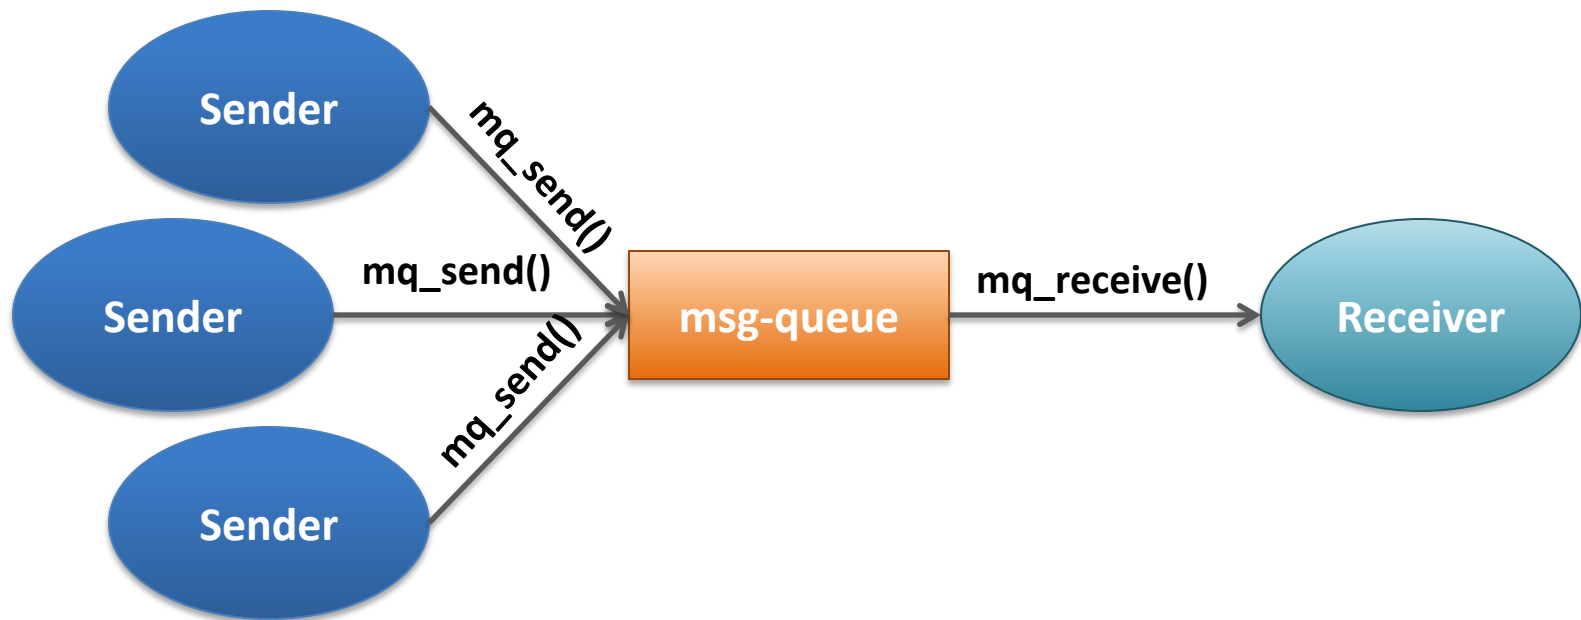 Sender
mq_send()
Sender
mq_send()
msg-queue
mq_receive()
Receiver
mq_send()
Sender